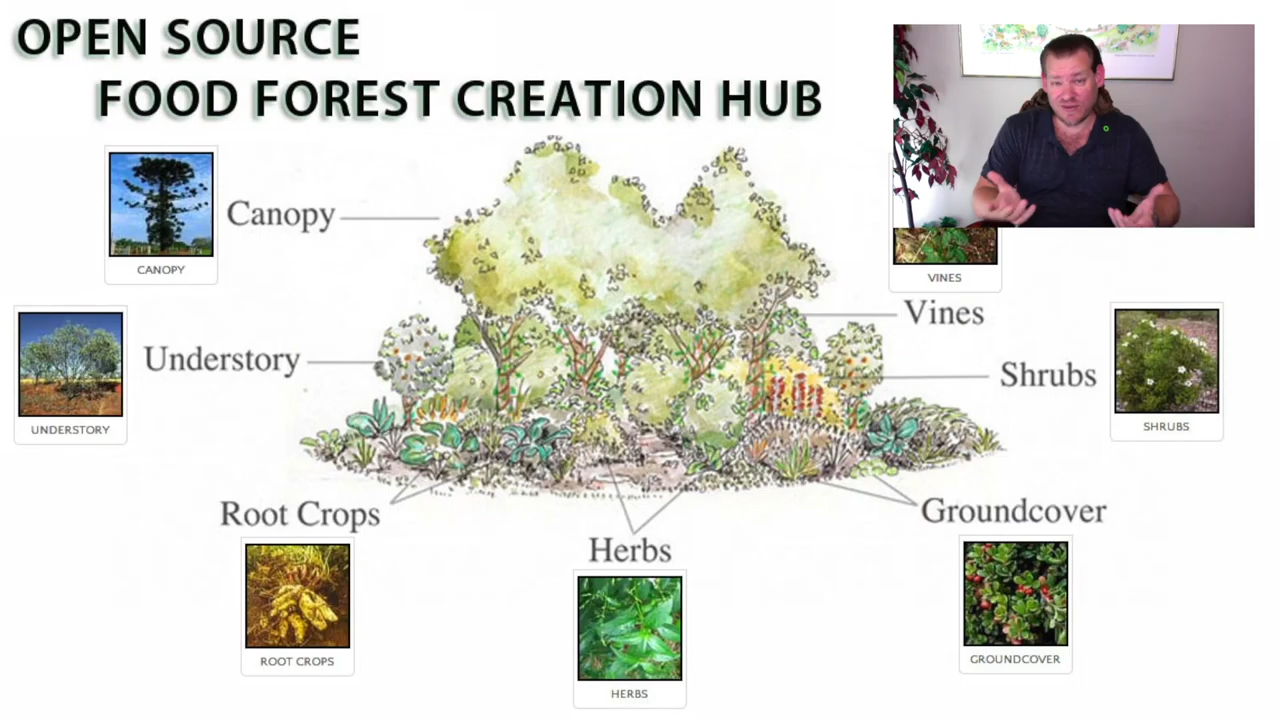 OPEN SOURCE
FOOD FOREST CREATION HUB
CANOPY
Canopy
VINES
Vines
UNDERSTORY
Understory
Shrubs
SHRUBS
Root Crops
Groundcover
Herbs
ROOT CROPS
GROUNDCOVER
HERBS